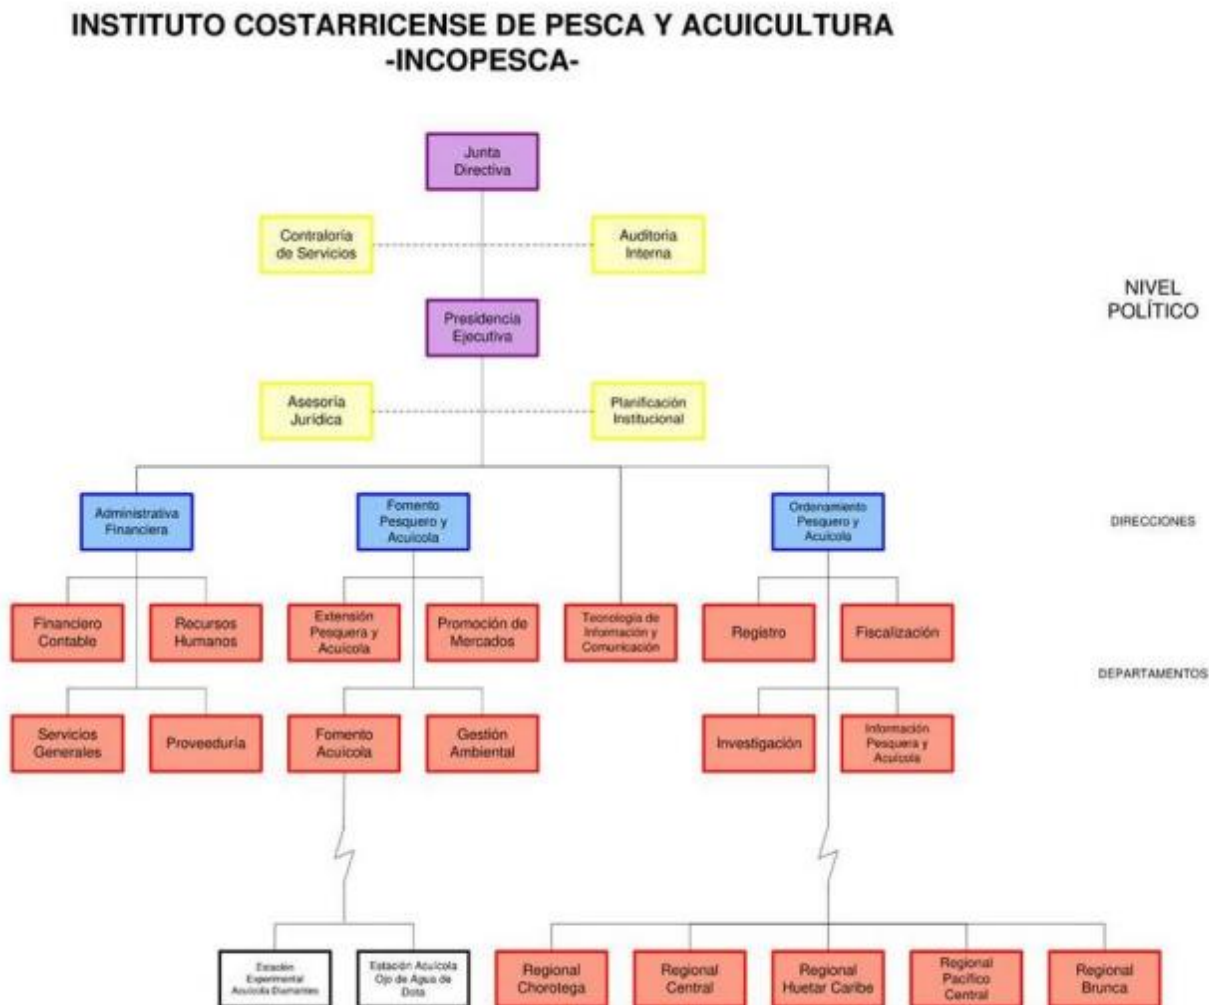 INSTITUTO COSTARRICENSE DE PESCA Y ACUICULTURA
-INCOPESCA-
Junta
Directiva
Contraloría
de Servicios
Auditoria
Interna
NIVEL
POLÍTICO
Presidencia
Ejecutiva
Asesoría
Jurídica
Planificación
Institucional
Administrativa
Financiera
Fomento
Pesquero y
Acuícola
Ordenamiento
Pesquero y
Acuícola
DIRECCIONES
Financiero
Contable
Recursos
Humanos
Extensión
Pesquera y
Acuícola
Promoción de
Mercados
Tecnología de
Información y
Comunicación
Registro
Fiscalización
DEPARTAMENTOS
Servicios
Generales
Proveeduría
Fomento
Acuícola
Gestión
Ambiental
Investigación
Información
Pesquera y
Acuícola
Estación
Experimental
Acuícola Diamantes
Estación Acuícola
Ojo de Agua de
Dota
Regional
Chorotega
Regional
Central
Regional
Huetar Caribe
Regional
Pacífico
Central
Regional
Brunca